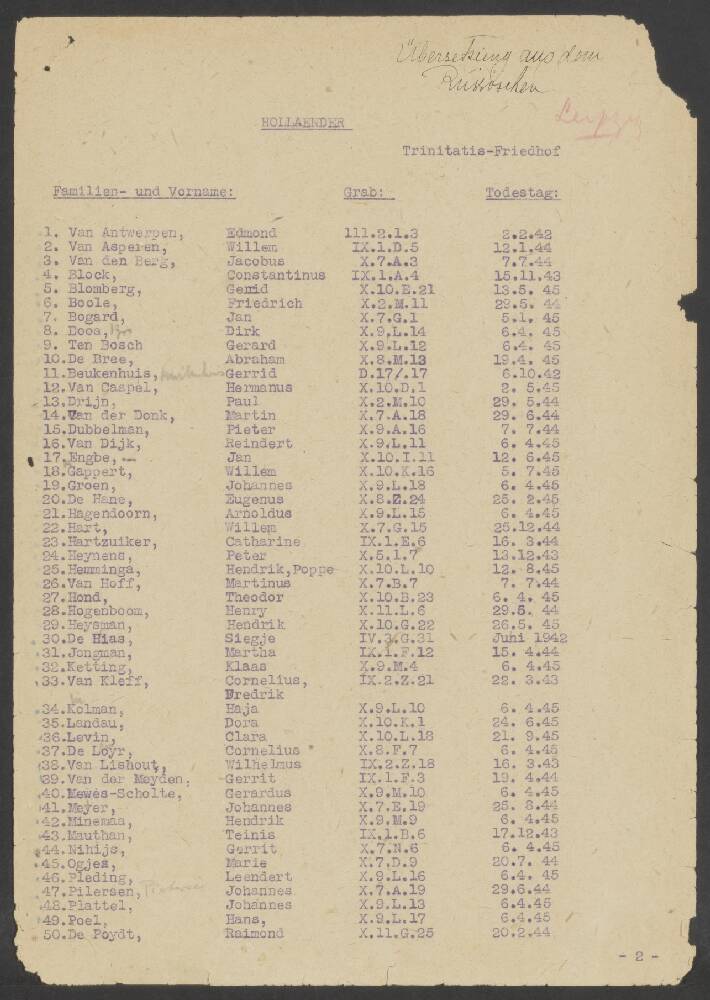 Übersetzung aus dem
Russischen
Leipzig
HOLLAENDER
Trinitatis-Friedhof
Familien- und Vorname: Grab: Todestag:
1. Van Antwerpen, Edmond 111.2.1.3 2.2.42
2. Van Asperen, Willem IX.1.D.5 12.1.44
3. Van den Berg, Jacobus X.7.A.3 7.7.44
4. Block, Constantinus IX.1.A.4 15.11.43
5. Blomberg, Gerrid X.10.E.21 13.5. 45
6. Boole, Friedrich X.2.M.11 29.5. 44
7. Bogard, Jan X.7.G.1 5.1. 45
8. Dooa, Dirk X.9.L.14 6.4. 45
9. Ten Bosch Gerard X.9.L.12 6.4. 45
10.De Bree, Abraham X.8.M.13 19.4. 45
11.Beukenhuis, Gerrid D.17/.17 6.10.42
12.Van Caspel, Hermanus X.10.D.1 2. 5.45
13.Drijn, Paul X.2.M.10 29. 5.44
14.Van der Donk, Martin X.7.A.18 29. 6.44
15.Dubbelman, Pieter X.9.A.16 7. 7.44
16.Van Dijk, Reindert X.9.L.11 6. 4.45
17.Engbe, Jan X.10.I.11 12. 6.45
18.Gappert, Willem X.10.K.16 5. 7.45
19.Groen, Johannes X.9.L.18 6. 4.45
20.De Hane, Eugenus X.8.Z.24 25. 2.45
21.Hagendoorn, Arnoldus X.9.L.15 6. 4.45
22.Hart, Willem X.7.G.15 26.12.44
23.Hartzuiker, Catharine IX.1.E.6 16. 3.44
24.Heynens, Peter X.5.1.7 13.12.43
25.Hemminga, Hendrik,Poppe X.10.L.10 12. 8.45
26.Van Hoff, Martinus X.7.B.7 7. 7.44
27.Hond, Theodor X.10.B.23 6. 4. 45
28.Hogenboom, Henry X.11.L.6 29.5. 44
29.Heysman, Hendrik X.10.G.22 26.5. 45
30.De Hias, Siegje IV.3.G.31 Juni 1942
31.Jongman, Martha IX.1.F.12 15. 4.44
32.Ketting, Klaas X.9.M.4 6. 4.45
33.Van Kleff, Cornelius, IX.2.Z.21 22. 3.43
Fredrik
34.Kolman, Haja X.9.L.10 6. 4.45
35.Landau, Dora X.10.K.1 24. 6.45
36.Levin, Clara X.10.L.18 21. 9.45
37.De Loyr, Cornelius X.8.F.7 6. 4.45
38.Van Lishout, Wilhelmus IX.2.Z.18 16. 3.43
39.Van der Meyden, Gerrit IX.1.F.3 19. 4.44
40.Mewes-Scholte, Gerardus X.9.M.10 6. 4.45
41.Meyer, Johannes X.7.E.19 25. 8.44
42.Minemaa, Hendrik X.9.M.9 6. 4.45
43.Mauthan, Teinis IX.1.B.6 17.12.43
44.Nihijs, Gerrit X.7.N.6 6. 4.45
45.Ogjes, Marie X.7.D.9 20.7. 44
46.Pleding, Leendert X.9.L.16 6.4. 45
47.Pilersen, Johannes X.7.A.19 29.6.44
48.Plattel, Johannes X.9.L.13 6.4.45
49.Poel, Hans, X.9.L.17 6.4.45
50.De Poydt, Raimond X.11.G.25 20.2.44
- 2 -